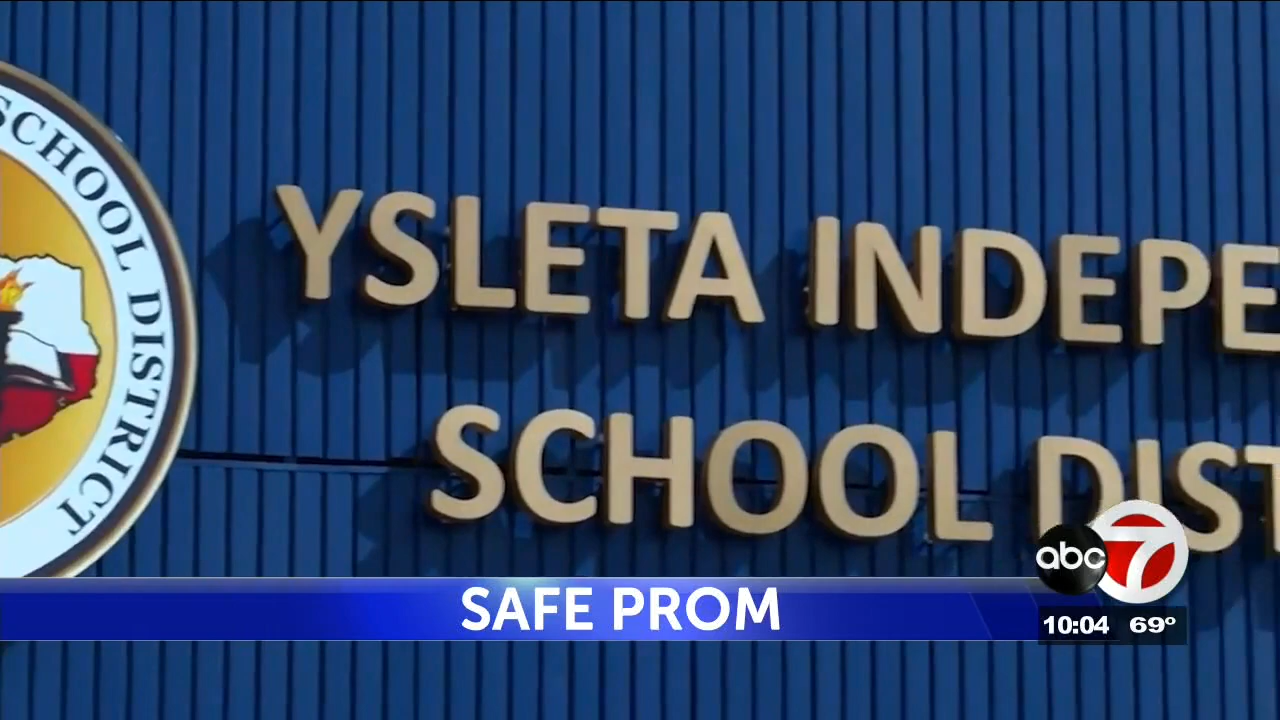 SCHOOL DISTRICT
YSLETA INDEPE
SCHOOL DIST
abc 7
SAFE PROM
10:04 69°